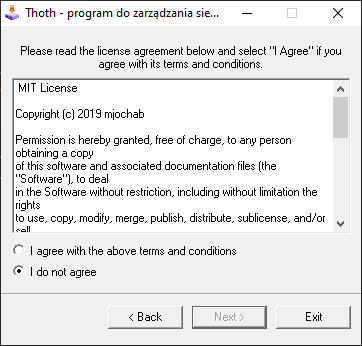 Thoth - program do zarządzania sie...
Please read the license agreement below and select "I Agree" if you
agree with its terms and conditions.
MIT License
Copyright (c) 2019 mjochab
Permission is hereby granted, free of charge, to any person
obtaining a copy
of this software and associated documentation files (the
"Software"), to deal
in the Software without restriction, including without limitation the
rights
to use, copy, modify, merge, publish, distribute, sublicense, and/or
sell
I agree with the above terms and conditions
I do not agree
< Back
Next >
Exit